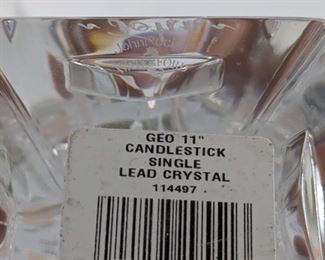 GEO 11"
CANDLESTICK
SINGLE
LEAD CRYSTAL
114497